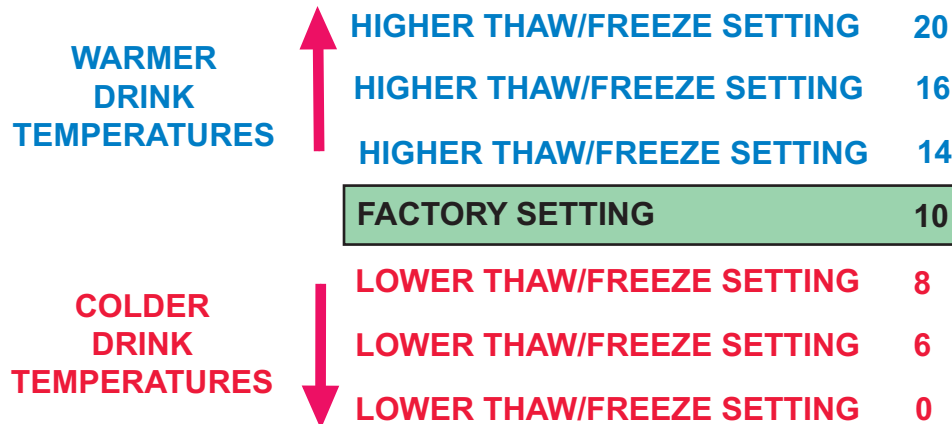 WARMER
DRINK
TEMPERATURES
HIGHER THAW/FREEZE SETTING 20
HIGHER THAW/FREEZE SETTING 16
HIGHER THAW/FREEZE SETTING 14
FACTORY SETTING 10
COLDER
DRINK
TEMPERATURES
LOWER THAW/FREEZE SETTING 8
LOWER THAW/FREEZE SETTING 6
LOWER THAW/FREEZE SETTING 0